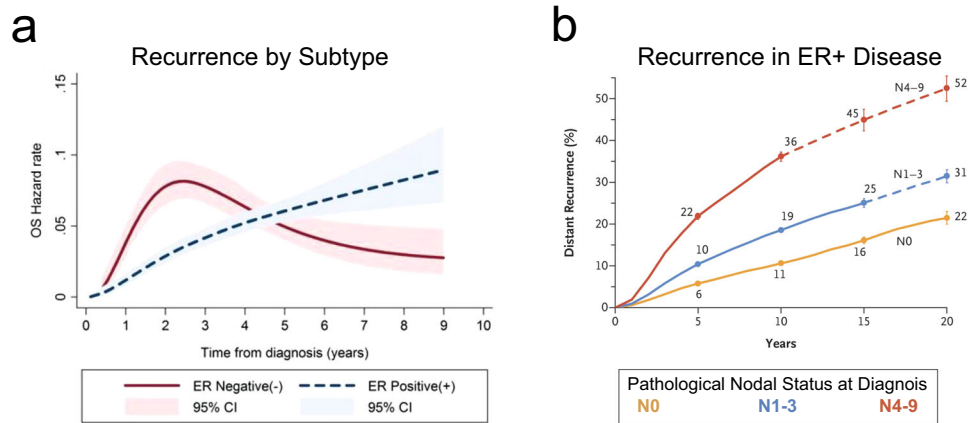 a
Recurrence by Subtype
.15
.1
.05
0
OS Hazard rate
0 1 2 3 4 5 6 7 8 9 10
Time from diagnosis (years)
ER Negative(-) ER Positive(+)
95% CI 95% CI
b
Recurrence in ER+ Disease
50
40
30
20
10
0
Distant Recurrence (%)
N4–9
52
45
36
22
N1–3
31
25
19
10
N0
22
16
11
6
0 5 10 15 20
Years
Pathological Nodal Status at Diagnois
N0 N1-3 N4-9